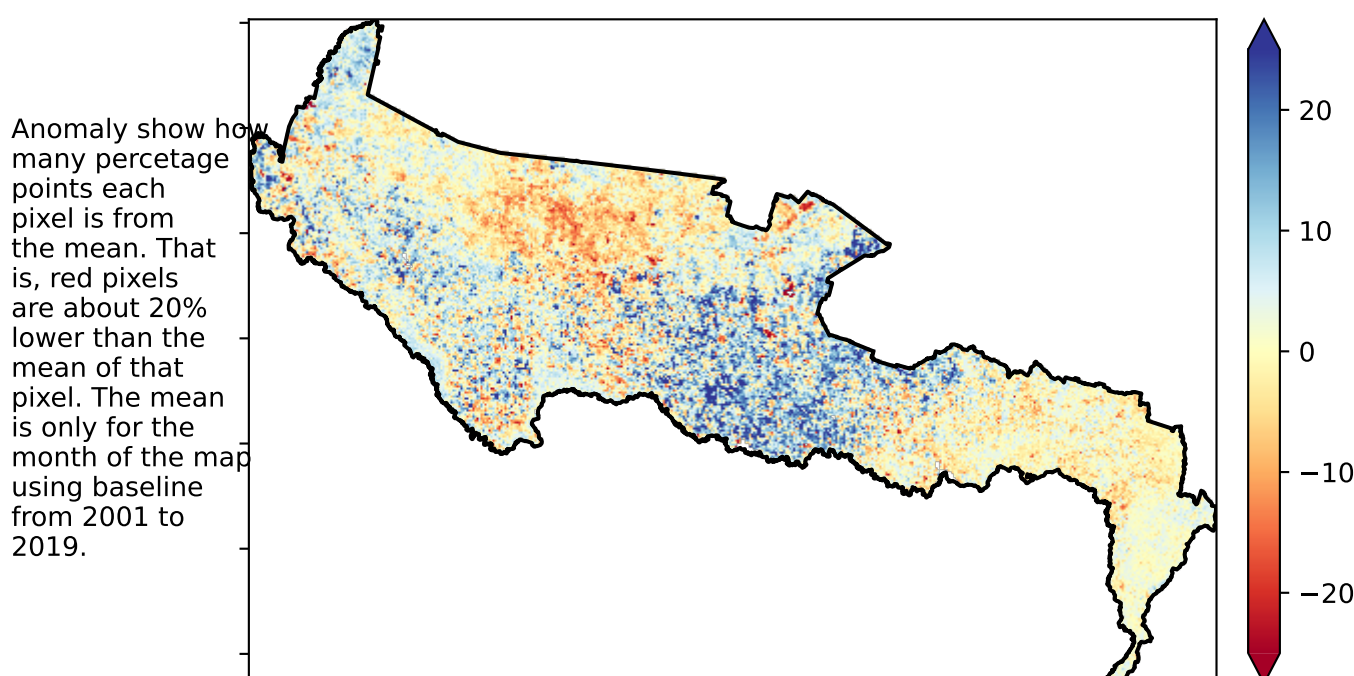 Anomaly show how
many percetage
points each
pixel is from
the mean. That
is, red pixels
are about 20%
lower than the
mean of that
pixel. The mean
is only for the
month of the map
using baseline
from 2001 to
2019.
20
10
0
−10
−20